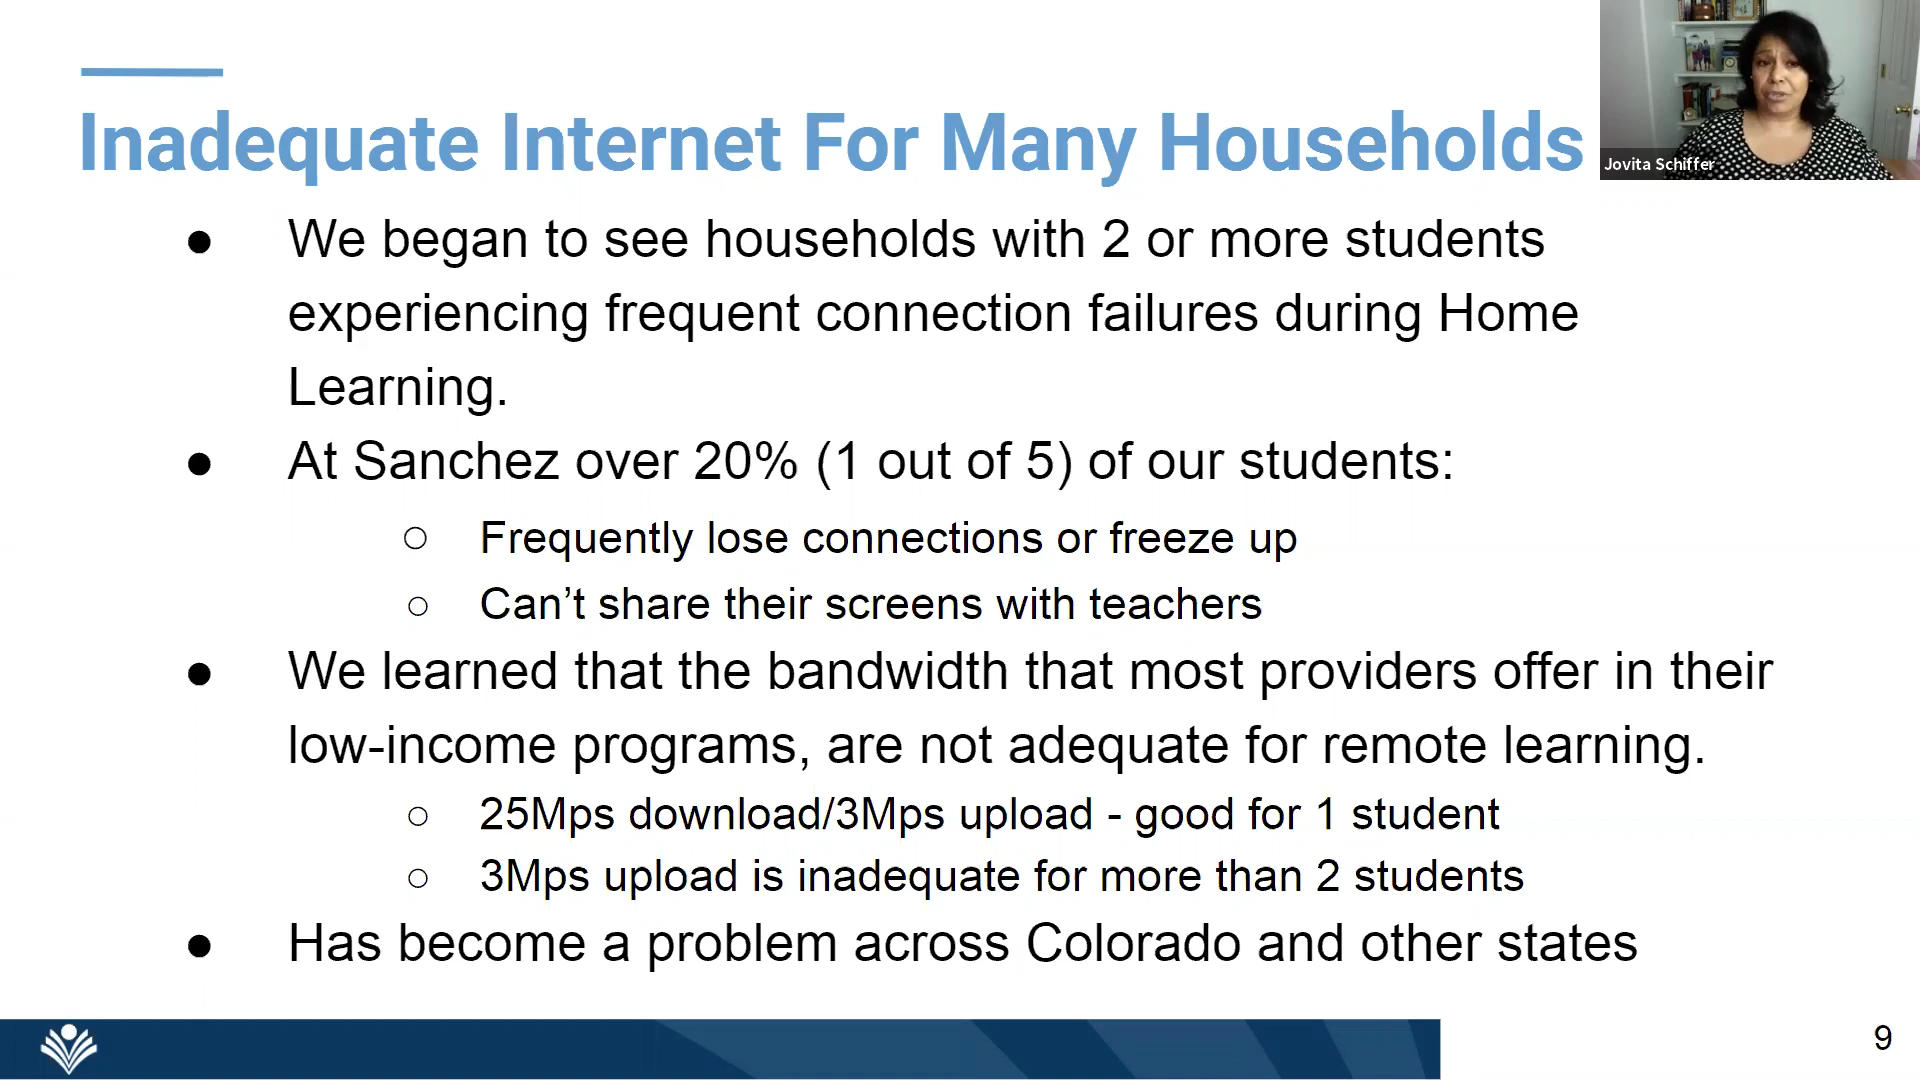 Inadequate Internet For Many Households
Jovita Schiffer
● We began to see households with 2 or more students
experiencing frequent connection failures during Home
Learning.
● At Sanchez over 20% (1 out of 5) of our students:
○ Frequently lose connections or freeze up
○ Can’t share their screens with teachers
● We learned that the bandwidth that most providers offer in their
low-income programs, are not adequate for remote learning.
○ 25Mps download/3Mps upload - good for 1 student
○ 3Mps upload is inadequate for more than 2 students
● Has become a problem across Colorado and other states
9